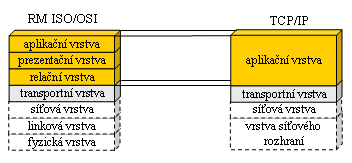 RM ISO/OSI
aplikační vrstva
prezentační vrstva
relační vrstva
transportní vrstva
síťová vrstva
linková vrstva
fyzická vrstva
TCP/IP
aplikační vrstva
transportní vrstva
síťová vrstva
vrstva síťového
rozhraní